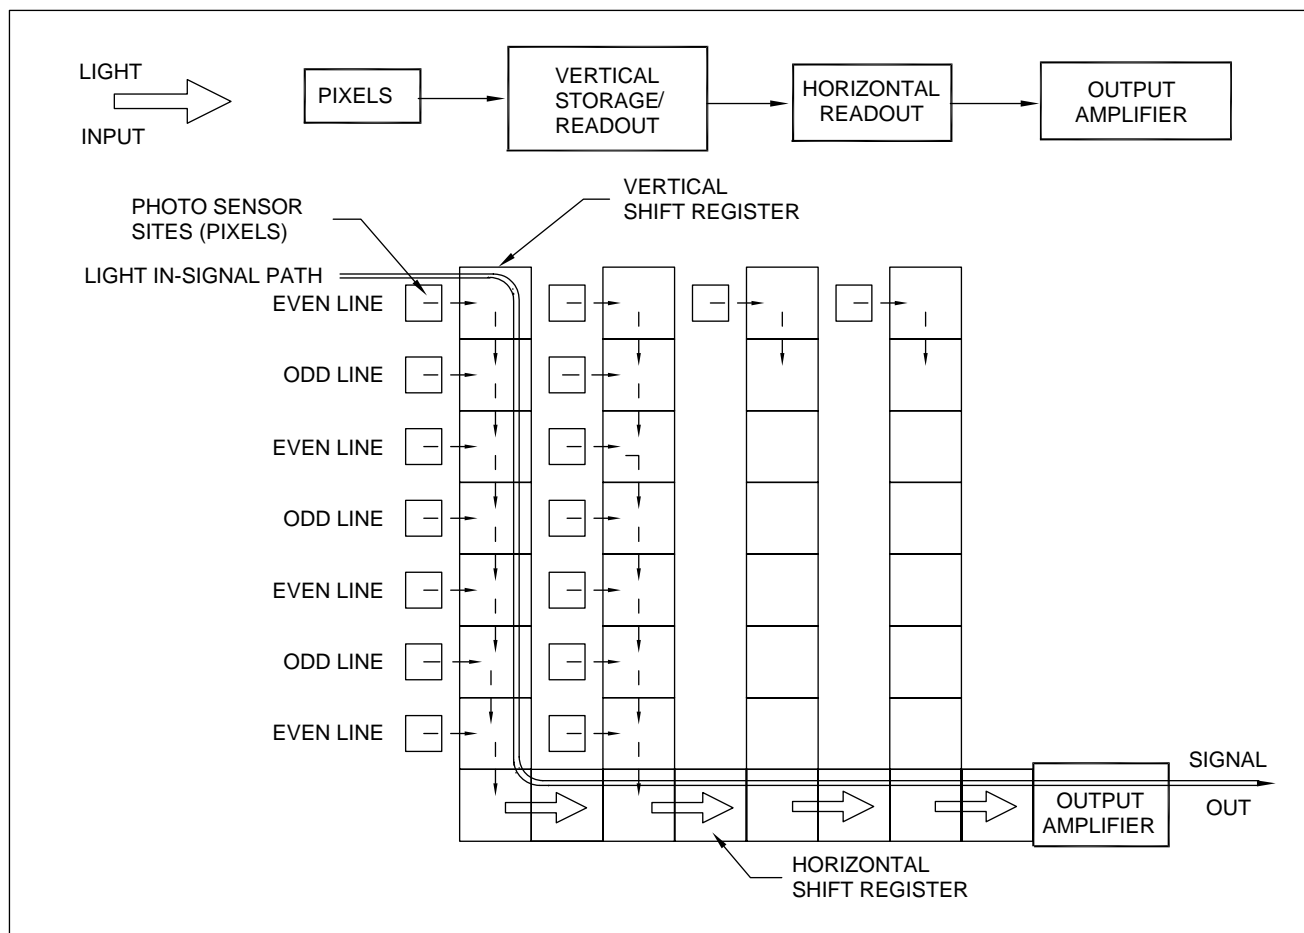 LIGHT
INPUT
PIXELS
VERTICAL
STORAGE/
READOUT
HORIZONTAL
READOUT
OUTPUT
AMPLIFIER
PHOTO SENSOR
SITES (PIXELS)
VERTICAL
SHIFT REGISTER
LIGHT IN-SIGNAL PATH
EVEN LINE
ODD LINE
EVEN LINE
ODD LINE
EVEN LINE
ODD LINE
EVEN LINE
SIGNAL
OUT
OUTPUT
AMPLIFIER
HORIZONTAL
SHIFT REGISTER